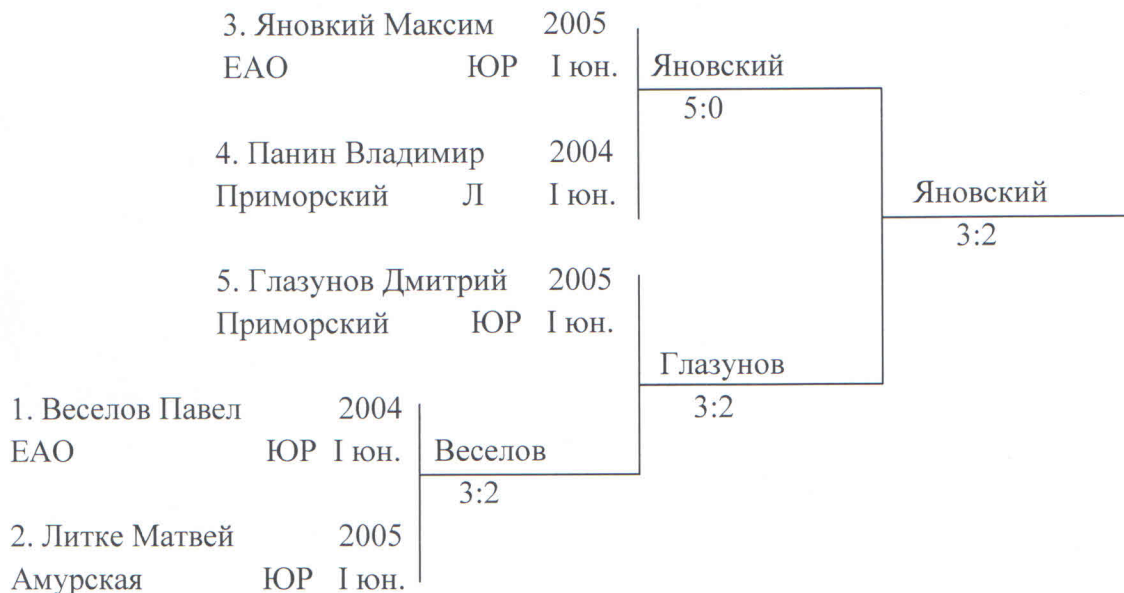 3. Яновкий Максим 2005
ЕАО ЮР I юн.
Яновский
5:0
4. Панин Владимир 2004
Приморский Л I юн.
Яновский
3:2
5. Глазунов Дмитрий 2005
Приморский ЮР I юн.
Глазунов
3:2
1. Веселов Павел 2004
ЕАО ЮР I юн.
Веселов
3:2
2. Литке Матвей 2005
Амурская ЮР I юн.